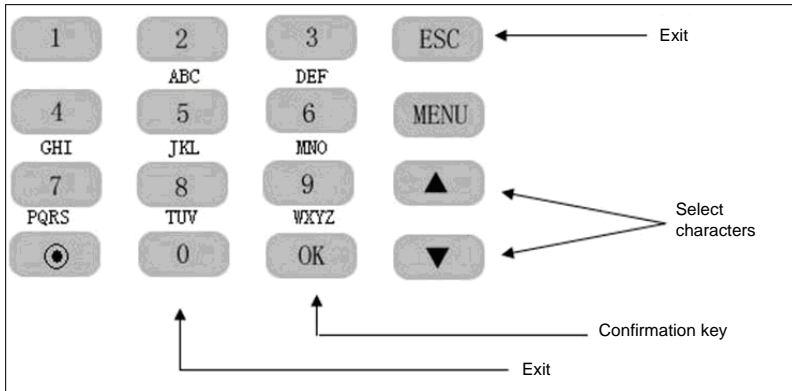 1 2 3 ESC Exit
ABC DEF
4 5 6 MENU
GHI JKL MNO
7 8 9 ▲
PQRS TUV WXYZ
Select
characters
0 OK ▼
Confirmation key
Exit